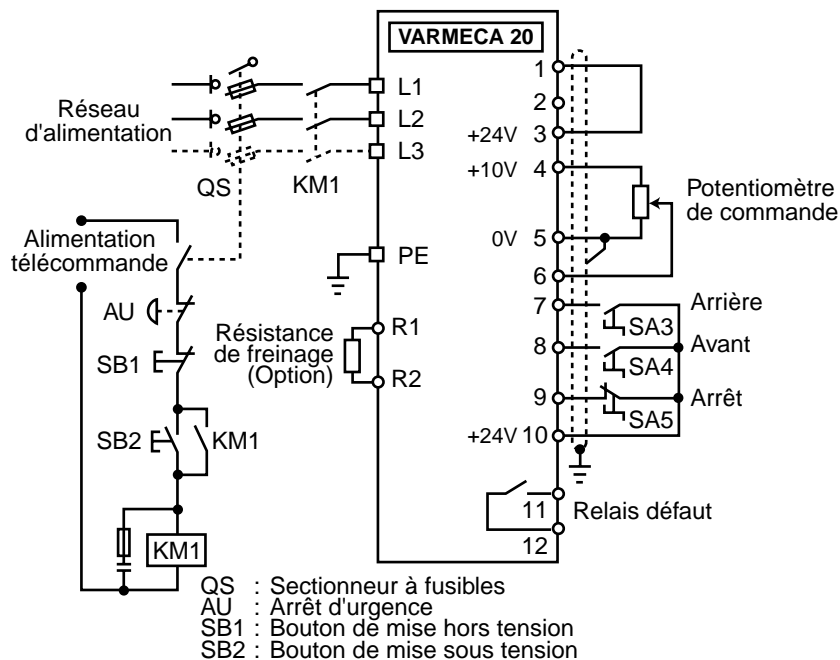 VARMECA 20
L1
L2
L3
Réseau
d'alimentation
QS
KM1
1
2
+24V 3
+10V 4
0V 5
6
Potentiomètre
de commande
Alimentation
télécommande
PE
AU
SB1
Résistance
de freinage
(Option)
R1
R2
7
8
9
+24V 10
SA3
Arrière
SA4
Avant
SA5
Arrêt
SB2
KM1
KM1
11
12
Relais défaut
QS : Sectionneur à fusibles
AU : Arrêt d'urgence
SB1 : Bouton de mise hors tension
SB2 : Bouton de mise sous tension